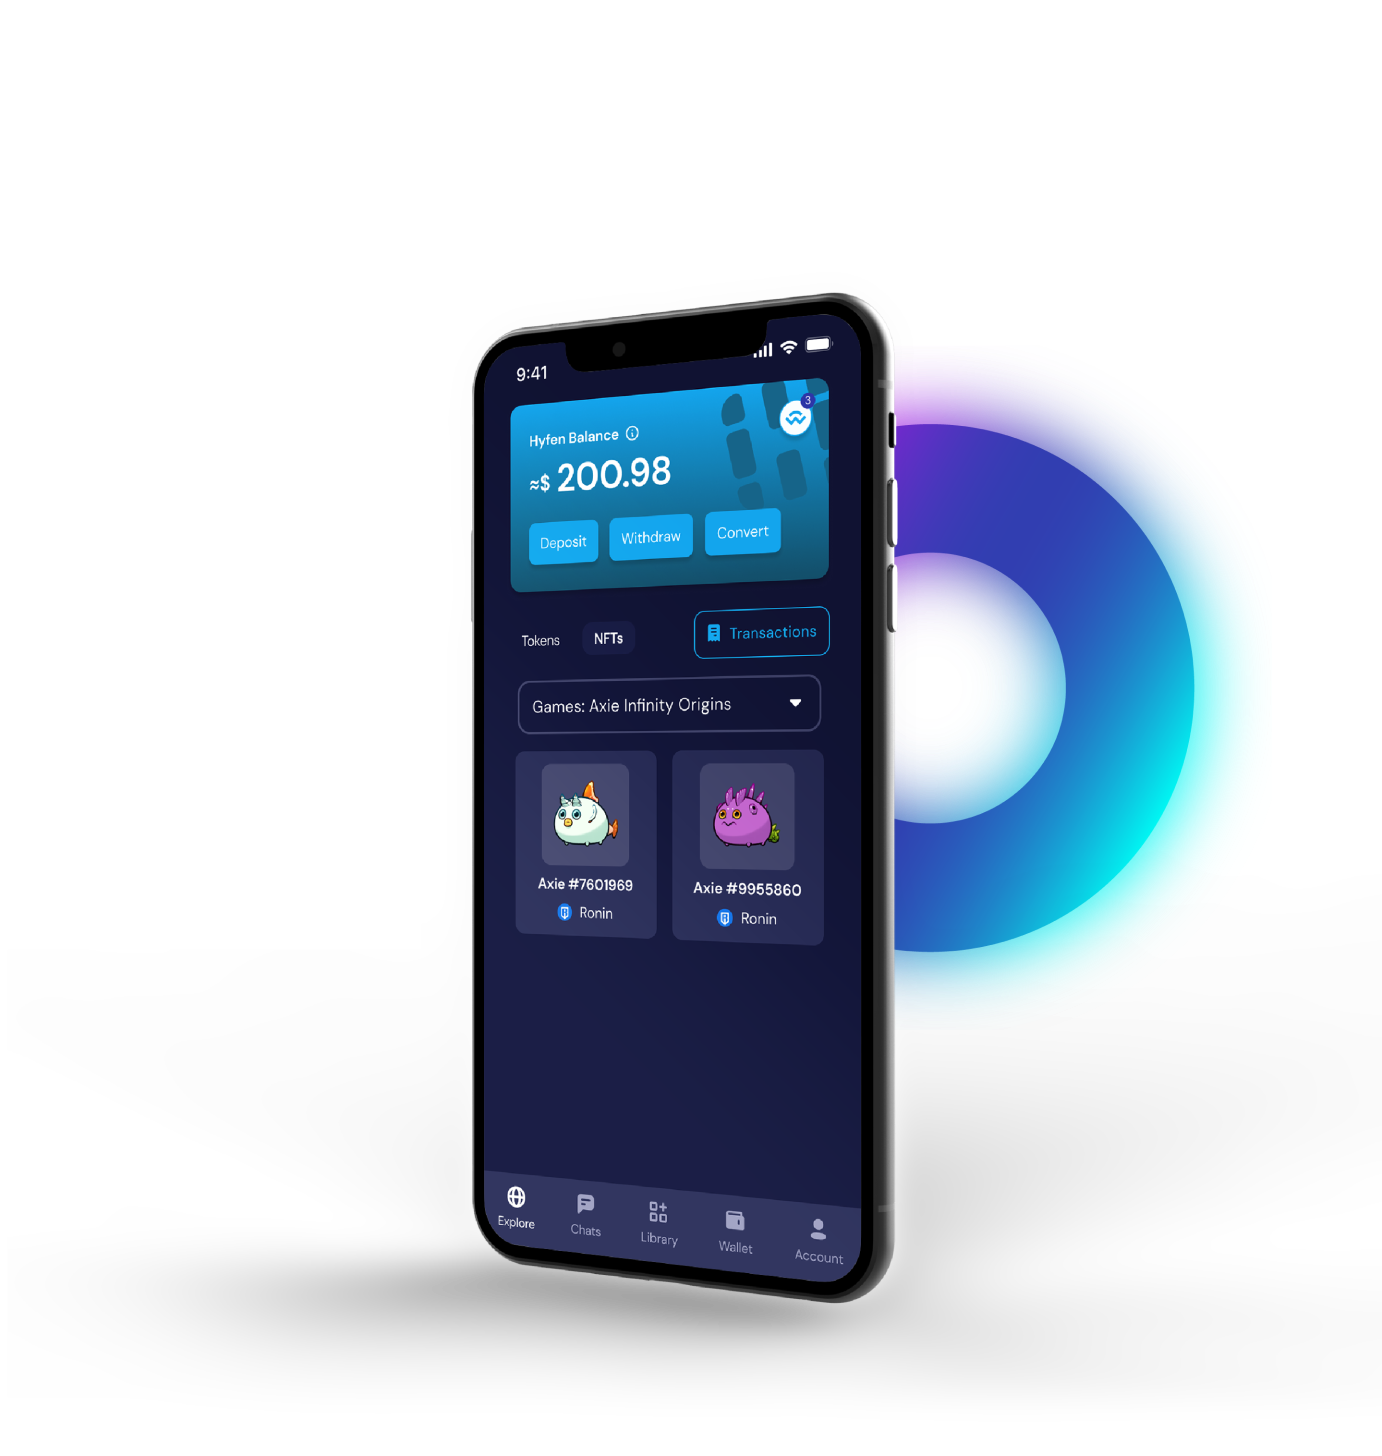 9:41
3
Hyfen Balance
≈$ 200.98
Deposit Withdraw Convert
Tokens NFTs Transactions
Games: Axie Infinity Origins
Axie #7601969 Axie #9955860
Ronin Ronin
Explore Chats Library Wallet Account